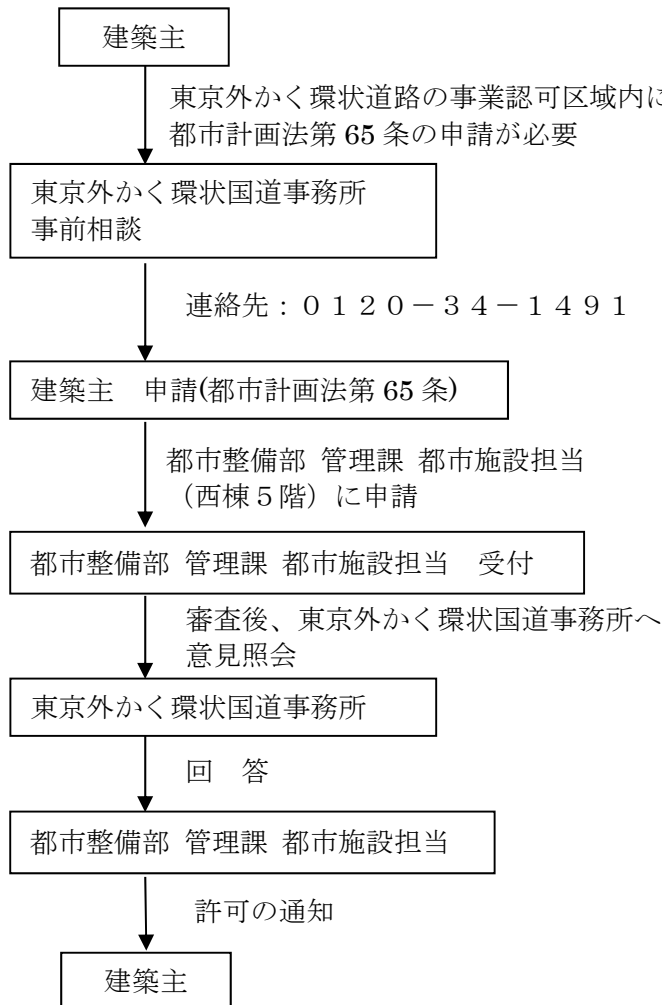 建築主
東京外かく環状道路の事業認可区域内に
都市計画法第 65 条の申請が必要
東京外かく環状国道事務所
事前相談
連絡先：０１２０－３４－１４９１
建築主　申請(都市計画法第 65 条)
都市整備部 管理課 都市施設担当
（西棟５階）に申請
都市整備部 管理課 都市施設担当　受付
審査後、東京外かく環状国道事務所へ
意見照会
東京外かく環状国道事務所
回　答
都市整備部 管理課 都市施設担当
許可の通知
建築主